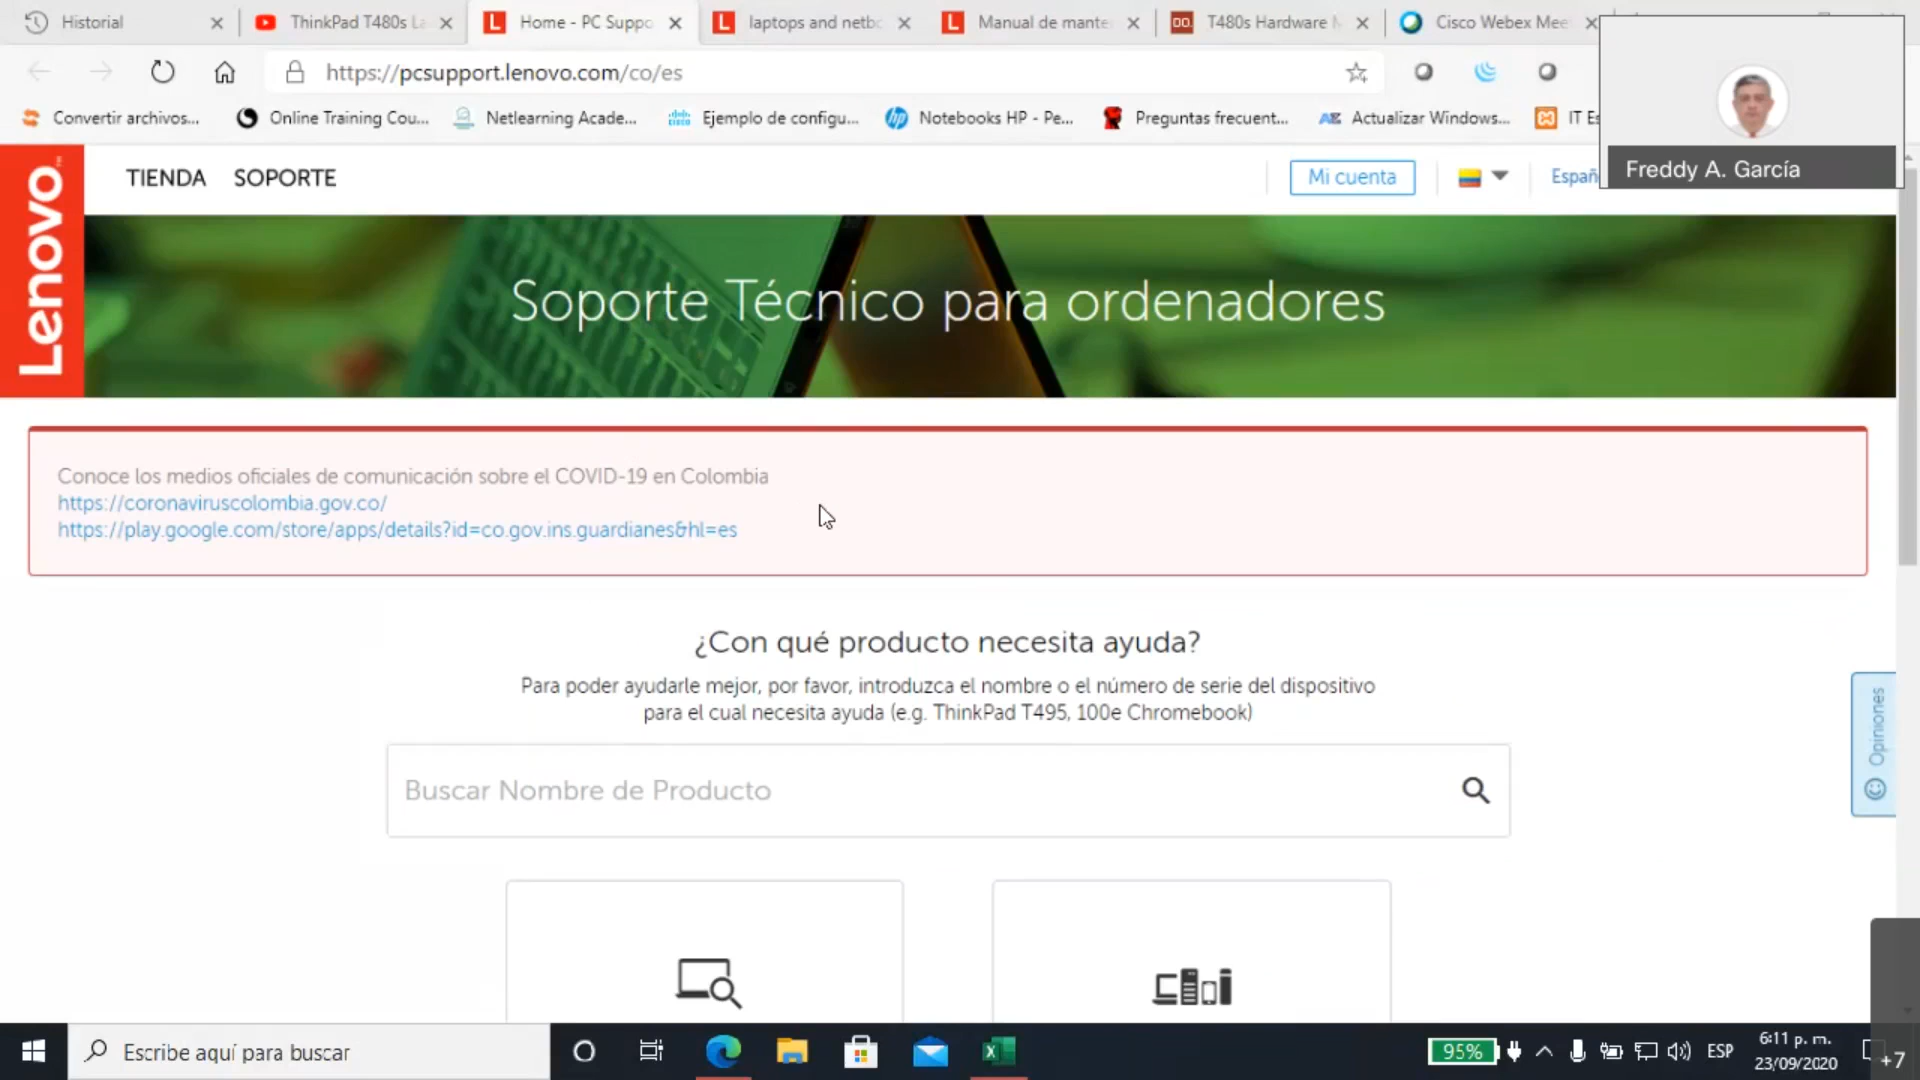 Historial
ThinkPad T480s La
Home - PC Suppo
laptops and netbo
Manual de mante
T480s Hardware M
Cisco Webex Mee
https://pcsupport.lenovo.com/co/es
Convertir archivos...
Online Training Cou...
Netlearning Acade...
Ejemplo de configu...
Notebooks HP - Pe...
Preguntas frecuent...
Actualizar Windows...
IT Es
Freddy A. García
Lenovo
TIENDA
SOPORTE
Mi cuenta
Españ
Soporte Técnico para ordenadores
Conoce los medios oficiales de comunicación sobre el COVID-19 en Colombia
https://coronaviruscolombia.gov.co/
https://play.google.com/store/apps/details?id=co.gov.ins.guardianes&hl=es
¿Con qué producto necesita ayuda?
Para poder ayudarle mejor, por favor, introduzca el nombre o el número de serie del dispositivo
para el cual necesita ayuda (e.g. ThinkPad T495, 100e Chromebook)
Buscar Nombre de Producto
Opiniones
Escribe aquí para buscar
95%
ESP
6:11 p. m.
23/09/2020
+7